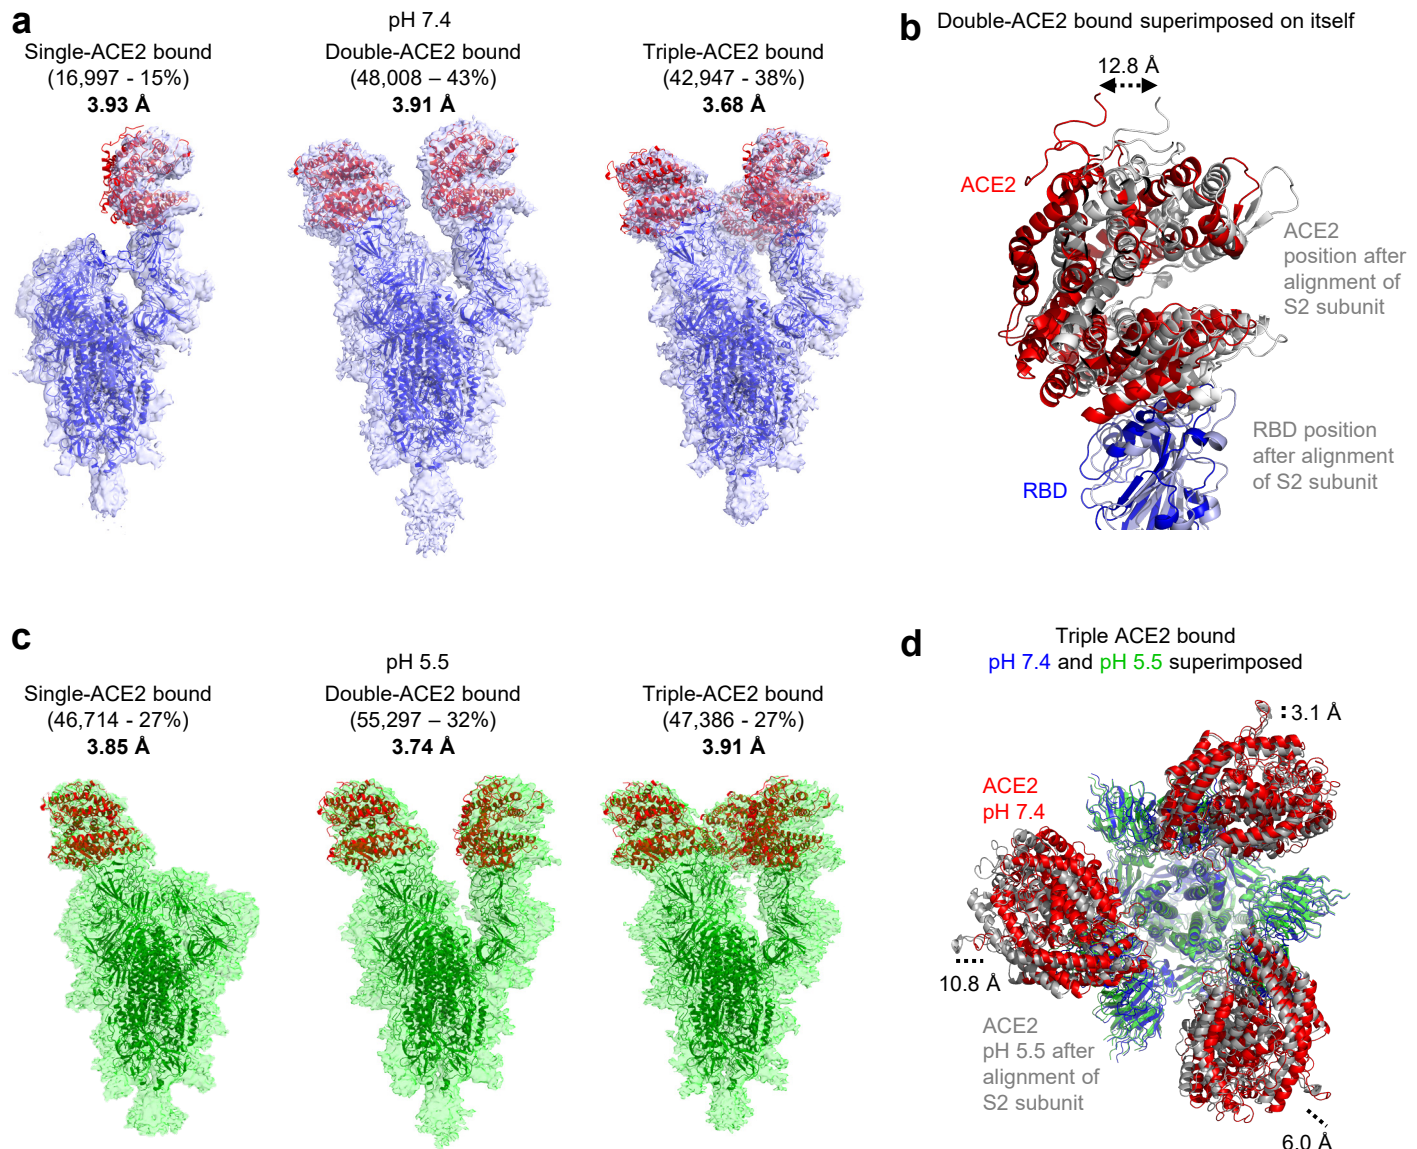 a
pH 7.4
Single-ACE2 bound
(16,997 - 15%)
3.93 Å
Double-ACE2 bound
(48,008 – 43%)
3.91 Å
Triple-ACE2 bound
(42,947 - 38%)
3.68 Å
b
Double-ACE2 bound superimposed on itself
12.8 Å
ACE2
ACE2
position after
alignment of
S2 subunit
RBD position
after alignment
of S2 subunit
RBD
c
pH 5.5
Single-ACE2 bound
(46,714 - 27%)
3.85 Å
Double-ACE2 bound
(55,297 – 32%)
3.74 Å
Triple-ACE2 bound
(47,386 - 27%)
3.91 Å
d
Triple ACE2 bound
pH 7.4 and pH 5.5 superimposed
3.1 Å
ACE2
pH 7.4
10.8 Å
ACE2
pH 5.5 after
alignment of
S2 subunit
6.0 Å